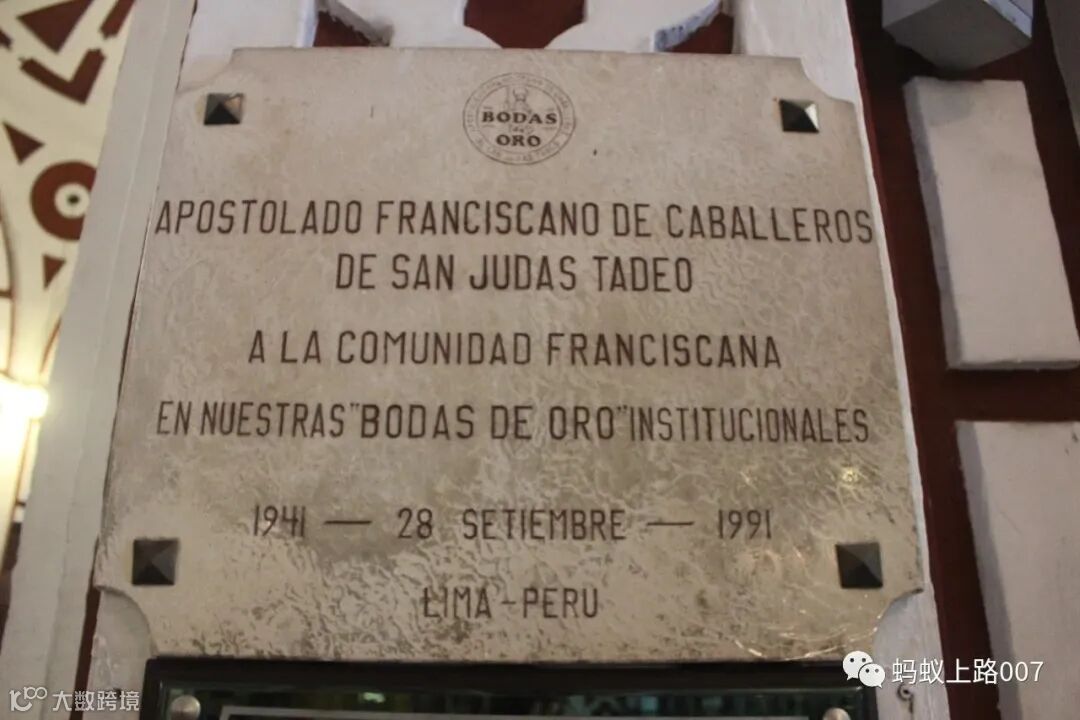 BODAS
ORO
APOSTOLADO FRANCISCANO DE CABALLEROS
DE SAN JUDAS TADEO
A LA COMUNIDAD FRANCISCANA
EN NUESTRAS "BODAS DE ORO" INSTITUCIONALES
1941 — 28 SETIEMBRE — 1991
LIMA - PERU
蚂蚁上路007
大数跨境